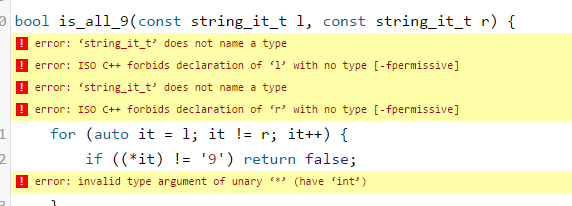 bool is_all_9(const string_it_t l, const string_it_t r) {
! error: ‘string_it_t’ does not name a type
! error: ISO C++ forbids declaration of ‘l’ with no type [-fpermissive]
! error: ‘string_it_t’ does not name a type
! error: ISO C++ forbids declaration of ‘r’ with no type [-fpermissive]
1 for (auto it = l; it != r; it++) {
2 if ((*it) != '9') return false;
! error: invalid type argument of unary ‘*’ (have ‘int’)
}